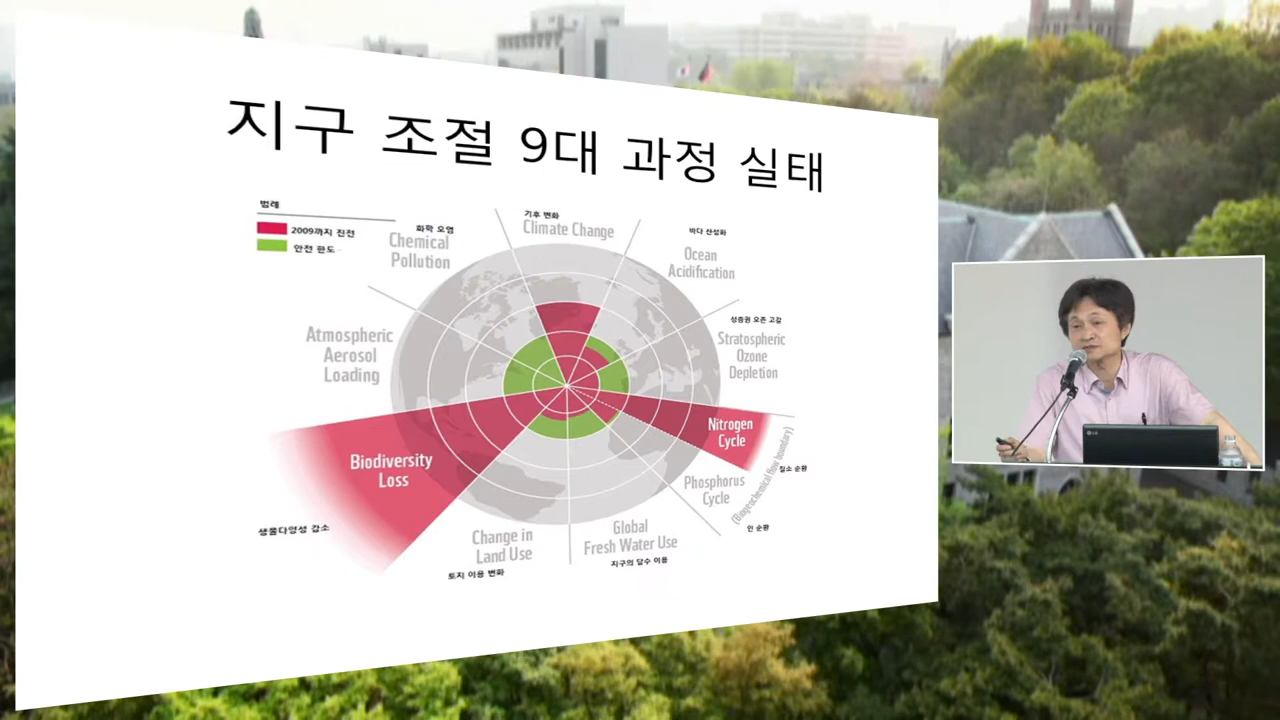 지구 조절 9대 과정 실태
범례
2009까지 진전
안전 한도
화학 오염
Chemical
Pollution
기후 변화
Climate Change
바다 산성화
Ocean
Acidification
성층권 오존 고갈
Stratospheric
Ozone
Depletion
Atmospheric
Aerosol
Loading
Nitrogen
Cycle
질소 순환
(Biogeochemical flow boundary)
Phosphorus
Cycle
인 순환
Biodiversity
Loss
생물다양성 감소
Change in
Land Use
토지 이용 변화
Global
Fresh Water Use
지구의 담수 이용
LG